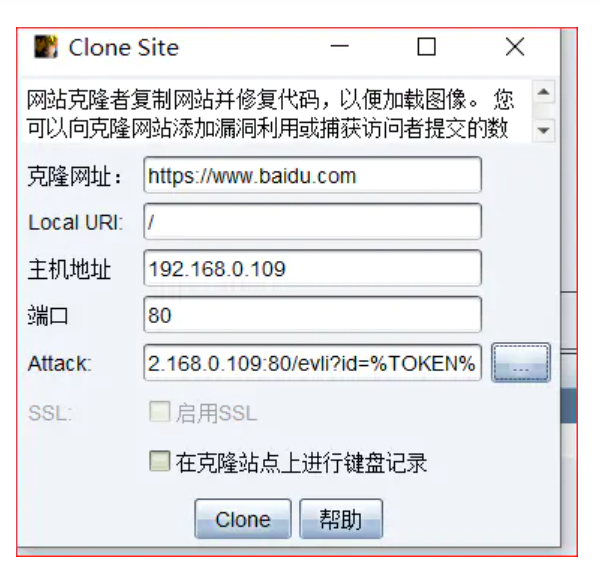 Clone Site
网站克隆者复制网站并修复代码，以便加载图像。 您
可以向克隆网站添加漏洞利用或捕获访问者提交的数
克隆网址： https://www.baidu.com
Local URI: /
主机地址 192.168.0.109
端口 80
Attack: 2.168.0.109:80/evli?id=%TOKEN% ...
SSL: 启用SSL
在克隆站点上进行键盘记录
Clone 帮助